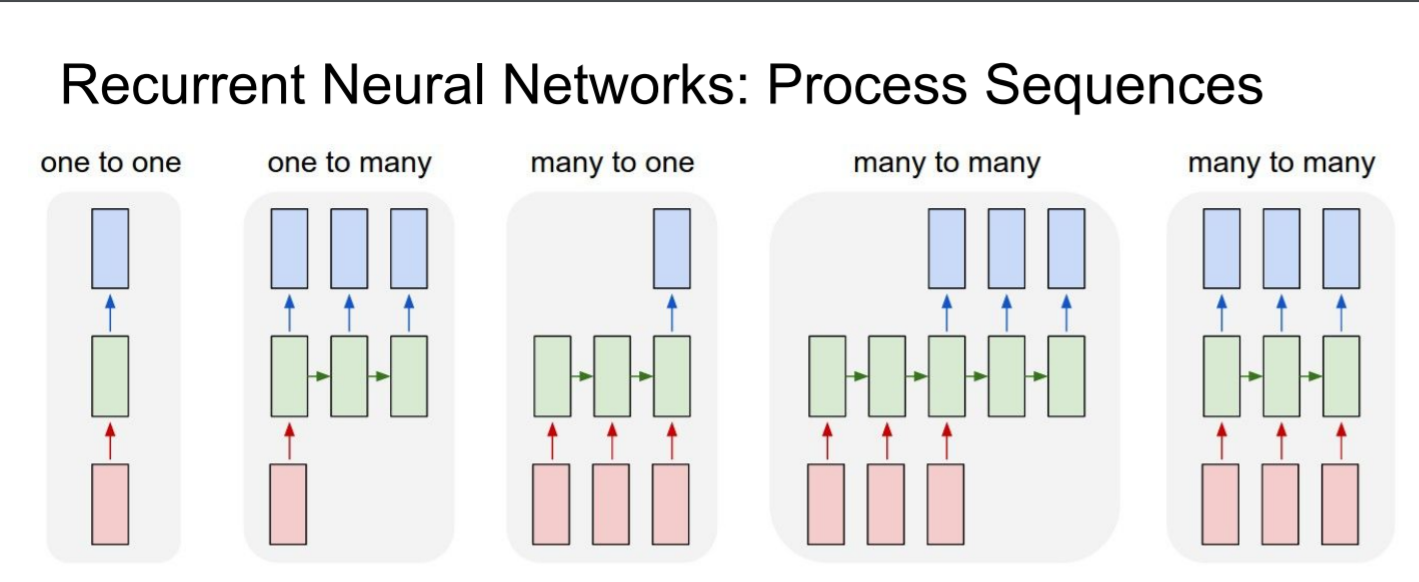 Recurrent Neural Networks: Process Sequences
one to one
one to many
many to one
many to many
many to many